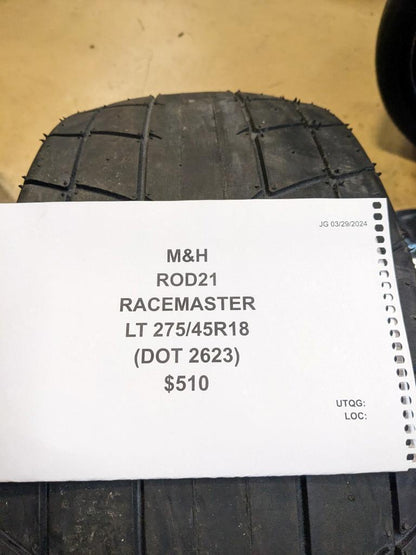 JG 03/29/2024
M&H
ROD21
RACEMASTER
LT 275/45R18
(DOT 2623)
$510
UTQG:
LOC: